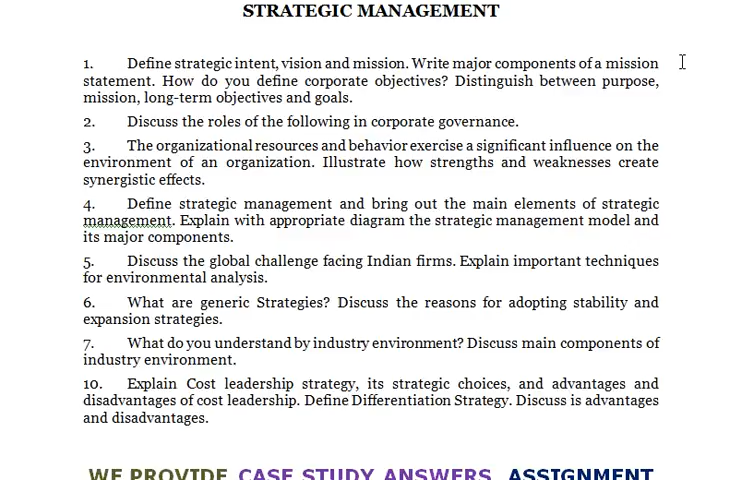 STRATEGIC MANAGEMENT
1. Define strategic intent, vision and mission. Write major components of a mission
statement. How do you define corporate objectives? Distinguish between purpose,
mission, long-term objectives and goals.
2. Discuss the roles of the following in corporate governance.
3. The organizational resources and behavior exercise a significant influence on the
environment of an organization. Illustrate how strengths and weaknesses create
synergistic effects.
4. Define strategic management and bring out the main elements of strategic
management. Explain with appropriate diagram the strategic management model and
its major components.
5. Discuss the global challenge facing Indian firms. Explain important techniques
for environmental analysis.
6. What are generic Strategies? Discuss the reasons for adopting stability and
expansion strategies.
7. What do you understand by industry environment? Discuss main components of
industry environment.
10. Explain Cost leadership strategy, its strategic choices, and advantages and
disadvantages of cost leadership. Define Differentiation Strategy. Discuss is advantages
and disadvantages.
WE PROVIDE CASE STUDY ANSWERS, ASSIGNMENT